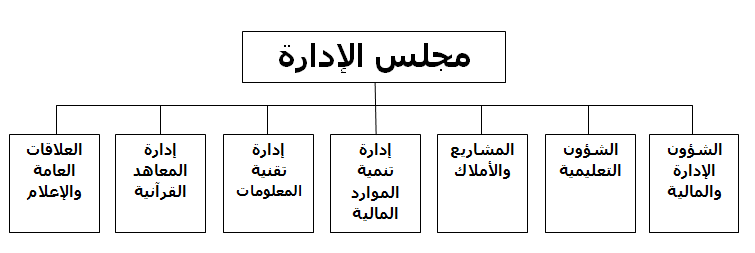 مجلس الإدارة
الشؤون
الإدارة
والمالية
الشؤون
التعليمية
المشاريع
والأملاك
إدارة
تنمية
الموارد
المالية
إدارة
تقنية
المعلومات
إدارة
المعاهد
القرآنية
العلاقات
العامة
والإعلام